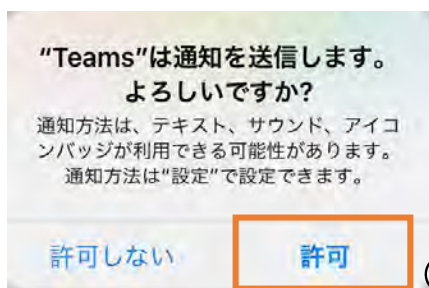 “Teams”は通知を送信します。
よろしいですか?
通知方法は、テキスト、サウンド、アイコ
ンバッジが利用できる可能性があります。
通知方法は“設定”で設定できます。
許可しない
許可